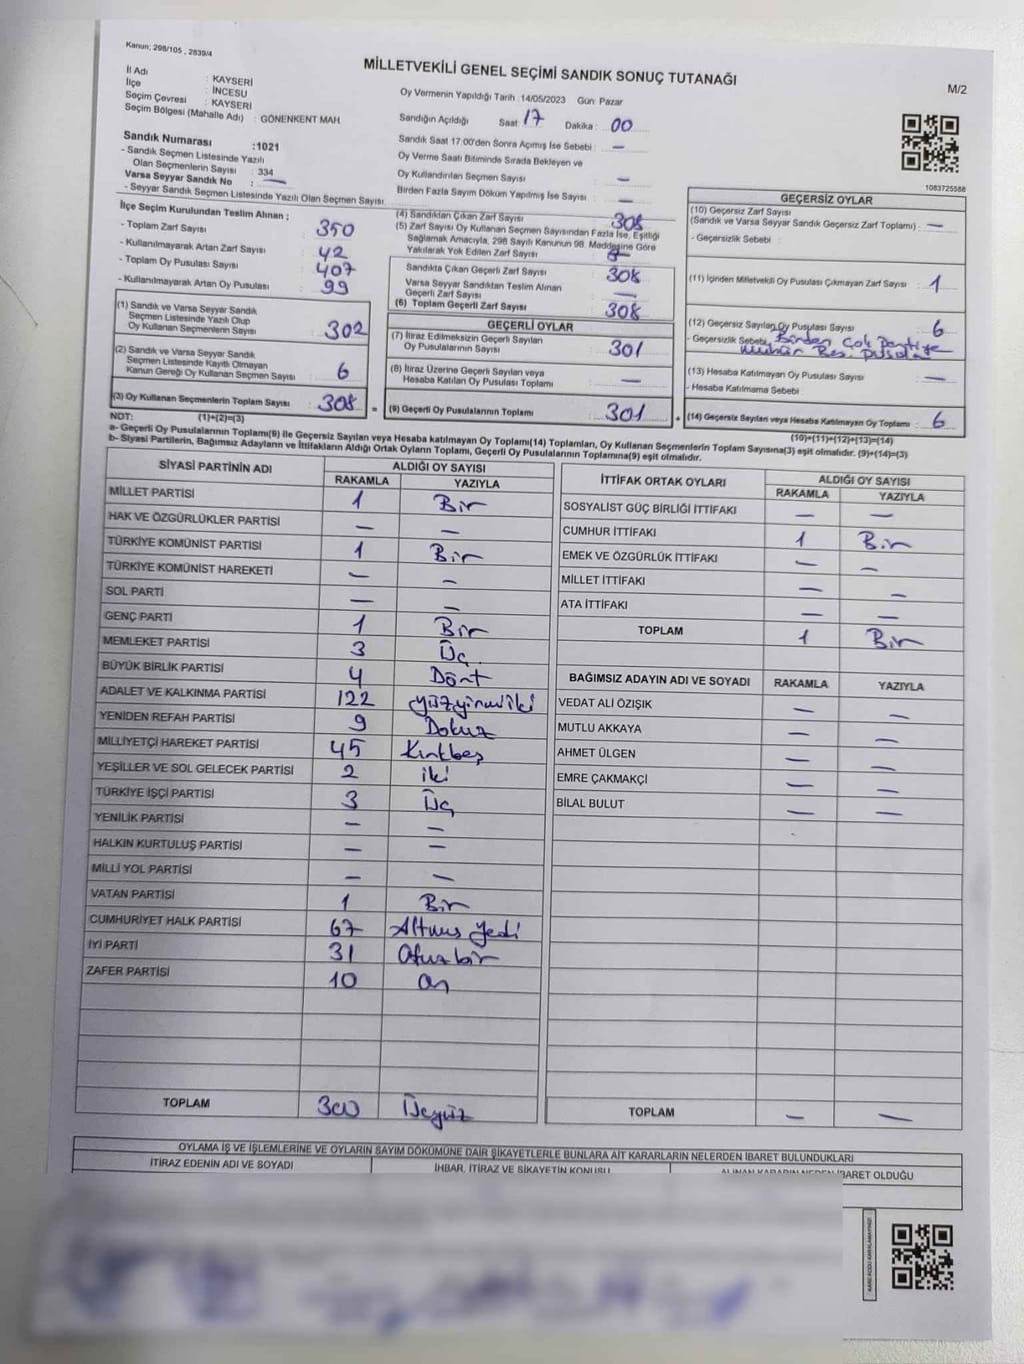 Kanun; 298/105 , 2839/4
MİLLETVEKİLİ GENEL SEÇİMİ SANDIK SONUÇ TUTANAĞI
M/2
İl Adı : KAYSERİ
İlçe : İNCESU
Seçim Çevresi : KAYSERİ
Seçim Bölgesi (Mahalle Adı) : GÖNENKENT MAH.
Oy Vermenin Yapıldığı Tarih :14/05/2023 Gün: Pazar
Sandığın Açıldığı Saat: 17 Dakika : 00
Sandık Saat 17.00'den Sonra Açılmış İse Sebebi : —
Oy Verme Saati Bitiminde Sırada Bekleyen ve
Oy Kullandırılan Seçmen Sayısı : —
Birden Fazla Sayım Döküm Yapılmış İse Sayısı : —
Sandık Numarası :1021
- Sandık Seçmen Listesinde Yazılı
Olan Seçmenlerin Sayısı : 334
Varsa Seyyar Sandık No : —
- Seyyar Sandık Seçmen Listesinde Yazılı Olan Seçmen Sayısı
1083725588
İlçe Seçim Kurulundan Teslim Alınan ;
- Toplam Zarf Sayısı : 350
- Kullanılmayarak Artan Zarf Sayısı : 42
- Toplam Oy Pusulası Sayısı : 407
- Kullanılmayarak Artan Oy Pusulası : 99
(1) Sandık ve Varsa Seyyar Sandık
Seçmen Listesinde Yazılı Olup
Oy Kullanan Seçmenlerin Sayısı : 302
(2) Sandık ve Varsa Seyyar Sandık
Seçmen Listesinde Kayıtlı Olmayan
Kanun Gereği Oy Kullanan Seçmen Sayısı : 6
(3) Oy Kullanan Seçmenlerin Toplam Sayısı : 308 =
(4) Sandıktan Çıkan Zarf Sayısı : 308
(5) Zarf Sayısı Oy Kullanan Seçmen Sayısından Fazla İse, Eşitliği
Sağlamak Amacıyla, 298 Sayılı Kanunun 98. Maddesine Göre
Yakılarak Yok Edilen Zarf Sayısı :
Sandıkta Çıkan Geçerli Zarf Sayısı : 308
Varsa Seyyar Sandıktan Teslim Alınan
Geçerli Zarf Sayısı : —
(6) Toplam Geçerli Zarf Sayısı : 308
GEÇERLİ OYLAR
(7) İtiraz Edilmeksizin Geçerli Sayılan
Oy Pusulalarının Sayısı : 301
(8) İtiraz Üzerine Geçerli Sayılan veya
Hesaba Katılan Oy Pusulası Toplamı : —
(9) Geçerli Oy Pusulalarının Toplamı : 301 +
GEÇERSİZ OYLAR
(10) Geçersiz Zarf Sayısı
(Sandık ve Varsa Seyyar Sandık Geçersiz Zarf Toplamı) : —
- Geçersizlik Sebebi :
(11) İçinden Milletvekili Oy Pusulası Çıkmayan Zarf Sayısı : 1
(12) Geçersiz Sayılan Oy Pusulası Sayısı : 6
- Geçersizlik Sebebi : Birden çok partiye
mühür
(13) Hesaba Katılmayan Oy Pusulası Sayısı : —
- Hesaba Katılmama Sebebi
(14) Geçersiz Sayılan veya Hesaba Katılmayan Oy Toplamı : 6
NOT: (1)+(2)=(3)
(10)+(11)+(12)+(13)=(14)
a- Geçerli Oy Pusulalarının Toplamı(9) ile Geçersiz Sayılan veya Hesaba katılmayan Oy Toplamı(14) Toplamları, Oy Kullanan Seçmenlerin Toplam Sayısına(3) eşit olmalıdır. (9)+(14)=(3)
b- Siyasi Partilerin, Bağımsız Adayların ve İttifakların Aldığı Ortak Oyların Toplamı, Geçerli Oy Pusulalarının Toplamına(9) eşit olmalıdır.
SİYASİ PARTİNİN ADI ALDIĞI OY SAYISI
RAKAMLA YAZIYLA
MİLLET PARTİSİ 1 Bir
HAK VE ÖZGÜRLÜKLER PARTİSİ — —
TÜRKİYE KOMÜNİST PARTİSİ 1 Bir
TÜRKİYE KOMÜNİST HAREKETİ — —
SOL PARTİ — —
GENÇ PARTİ 1 Bir
MEMLEKET PARTİSİ 3 Üç
BÜYÜK BİRLİK PARTİSİ 4 Dört
ADALET VE KALKINMA PARTİSİ 122 yüzyirmiiki
YENİDEN REFAH PARTİSİ 9 Dokuz
MİLLİYETÇİ HAREKET PARTİSİ 45 Kırkbeş
YEŞİLLER VE SOL GELECEK PARTİSİ 2 iki
TÜRKİYE İŞÇİ PARTİSİ 3 Üç
YENİLİK PARTİSİ — —
HALKIN KURTULUŞ PARTİSİ — —
MİLLİ YOL PARTİSİ — —
VATAN PARTİSİ 1 Bir
CUMHURİYET HALK PARTİSİ 67 Altmış yedi
İYİ PARTİ 31 Otuzbir
ZAFER PARTİSİ 10 On
TOPLAM 300 Üçyüz
İTTİFAK ORTAK OYLARI ALDIĞI OY SAYISI
RAKAMLA YAZIYLA
SOSYALİST GÜÇ BİRLİĞİ İTTİFAKI — —
CUMHUR İTTİFAKI 1 Bir
EMEK VE ÖZGÜRLÜK İTTİFAKI — —
MİLLET İTTİFAKI — —
ATA İTTİFAKI — —
TOPLAM 1 Bir
BAĞIMSIZ ADAYIN ADI VE SOYADI RAKAMLA YAZIYLA
VEDAT ALİ ÖZIŞIK — —
MUTLU AKKAYA — —
AHMET ÜLGEN — —
EMRE ÇAKMAKÇİ — —
BİLAL BULUT — —
TOPLAM — —
OYLAMA İŞ VE İŞLEMLERİNE VE OYLARIN SAYIM DÖKÜMÜNE DAİR ŞİKAYETLERLE BUNLARA AİT KARARLARIN NELERDEN İBARET BULUNDUKLARI
İTİRAZ EDENİN ADI VE SOYADI İHBAR, İTİRAZ VE ŞİKAYETİN KONUSU ALINAN KARARIN NEDEN İBARET OLDUĞU